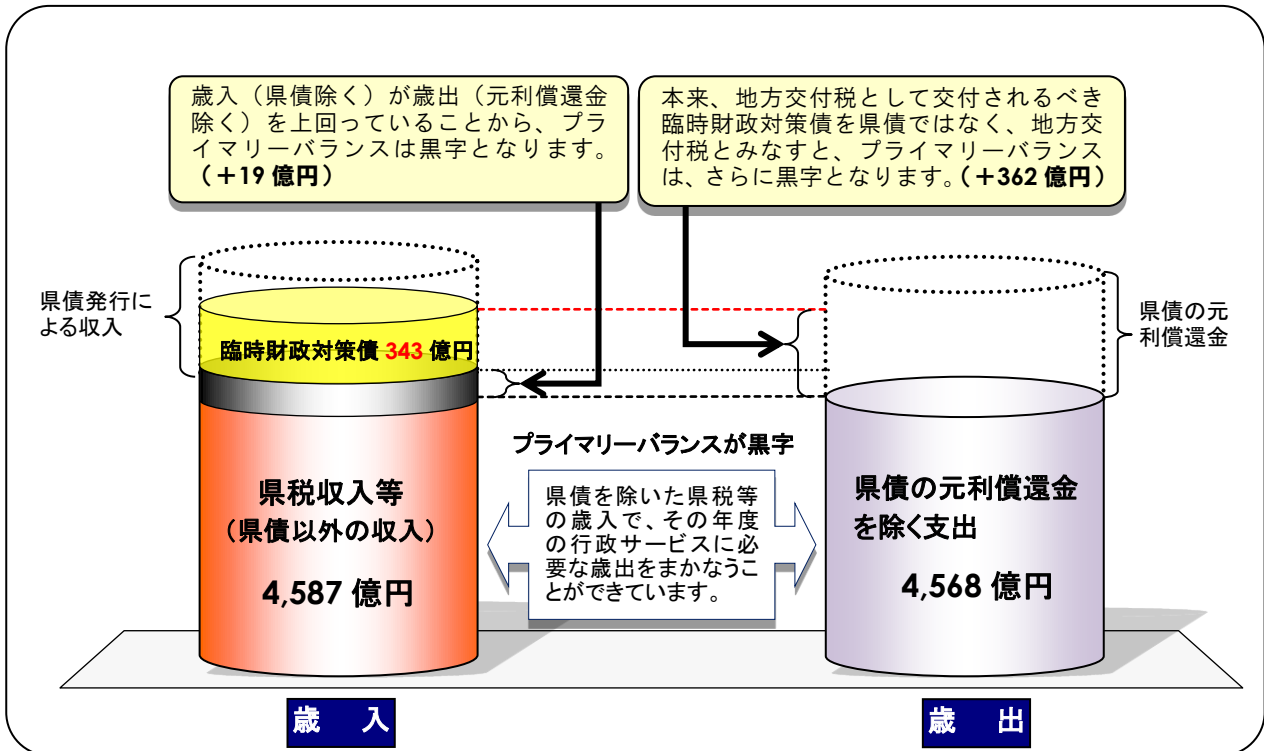 歳入(県債除く)が歳出(元利償還金
除く)を上回っていることから、プラ
イマリーバランスは黒字となります。
(+19 億円)
本来、地方交付税として交付されるべき
臨時財政対策債を県債ではなく、地方交
付税とみなすと、プライマリーバランス
は、さらに黒字となります。(+362 億円)
県債発行に
よる収入
臨時財政対策債 343 億円
県債の元
利償還金
プライマリーバランスが黒字
県税収入等
(県債以外の収入)
4,587 億円
県債を除いた県税等
の歳入で、その年度
の行政サービスに必
要な歳出をまかなうこ
とができています。
県債の元利償還金
を除く支出
4,568 億円
歳 入
歳 出